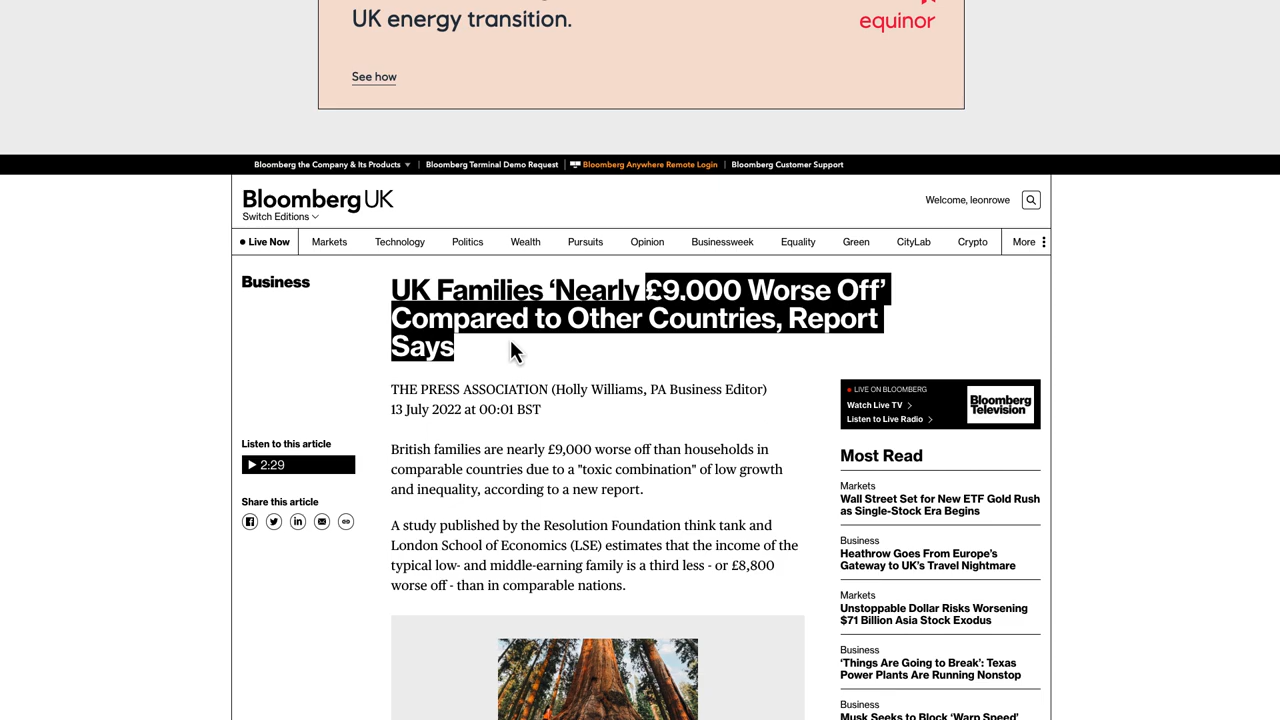 UK energy transition.
equinor
See how
Bloomberg the Company & Its Products
Bloomberg Terminal Demo Request
Bloomberg Anywhere Remote Login
Bloomberg Customer Support
Bloomberg UK
Switch Editions
Welcome, leonrowe
Live Now
Markets
Technology
Politics
Wealth
Pursuits
Opinion
Businessweek
Equality
Green
CityLab
Crypto
More
Business
UK Families ‘Nearly £9,000 Worse Off’
Compared to Other Countries, Report
Says
THE PRESS ASSOCIATION (Holly Williams, PA Business Editor)
13 July 2022 at 00:01 BST
Listen to this article
2:29
Share this article
British families are nearly £9,000 worse off than households in
comparable countries due to a "toxic combination" of low growth
and inequality, according to a new report.
A study published by the Resolution Foundation think tank and
London School of Economics (LSE) estimates that the income of the
typical low- and middle-earning family is a third less - or £8,800
worse off - than in comparable nations.
LIVE ON BLOOMBERG
Watch Live TV
Listen to Live Radio
Bloomberg
Television
Most Read
Markets
Wall Street Set for New ETF Gold Rush
as Single-Stock Era Begins
Business
Heathrow Goes From Europe’s
Gateway to UK’s Travel Nightmare
Markets
Unstoppable Dollar Risks Worsening
$71 Billion Asia Stock Exodus
Business
‘Things Are Going to Break’: Texas
Power Plants Are Running Nonstop
Business
Musk Seeks to Block ‘Warp Speed’